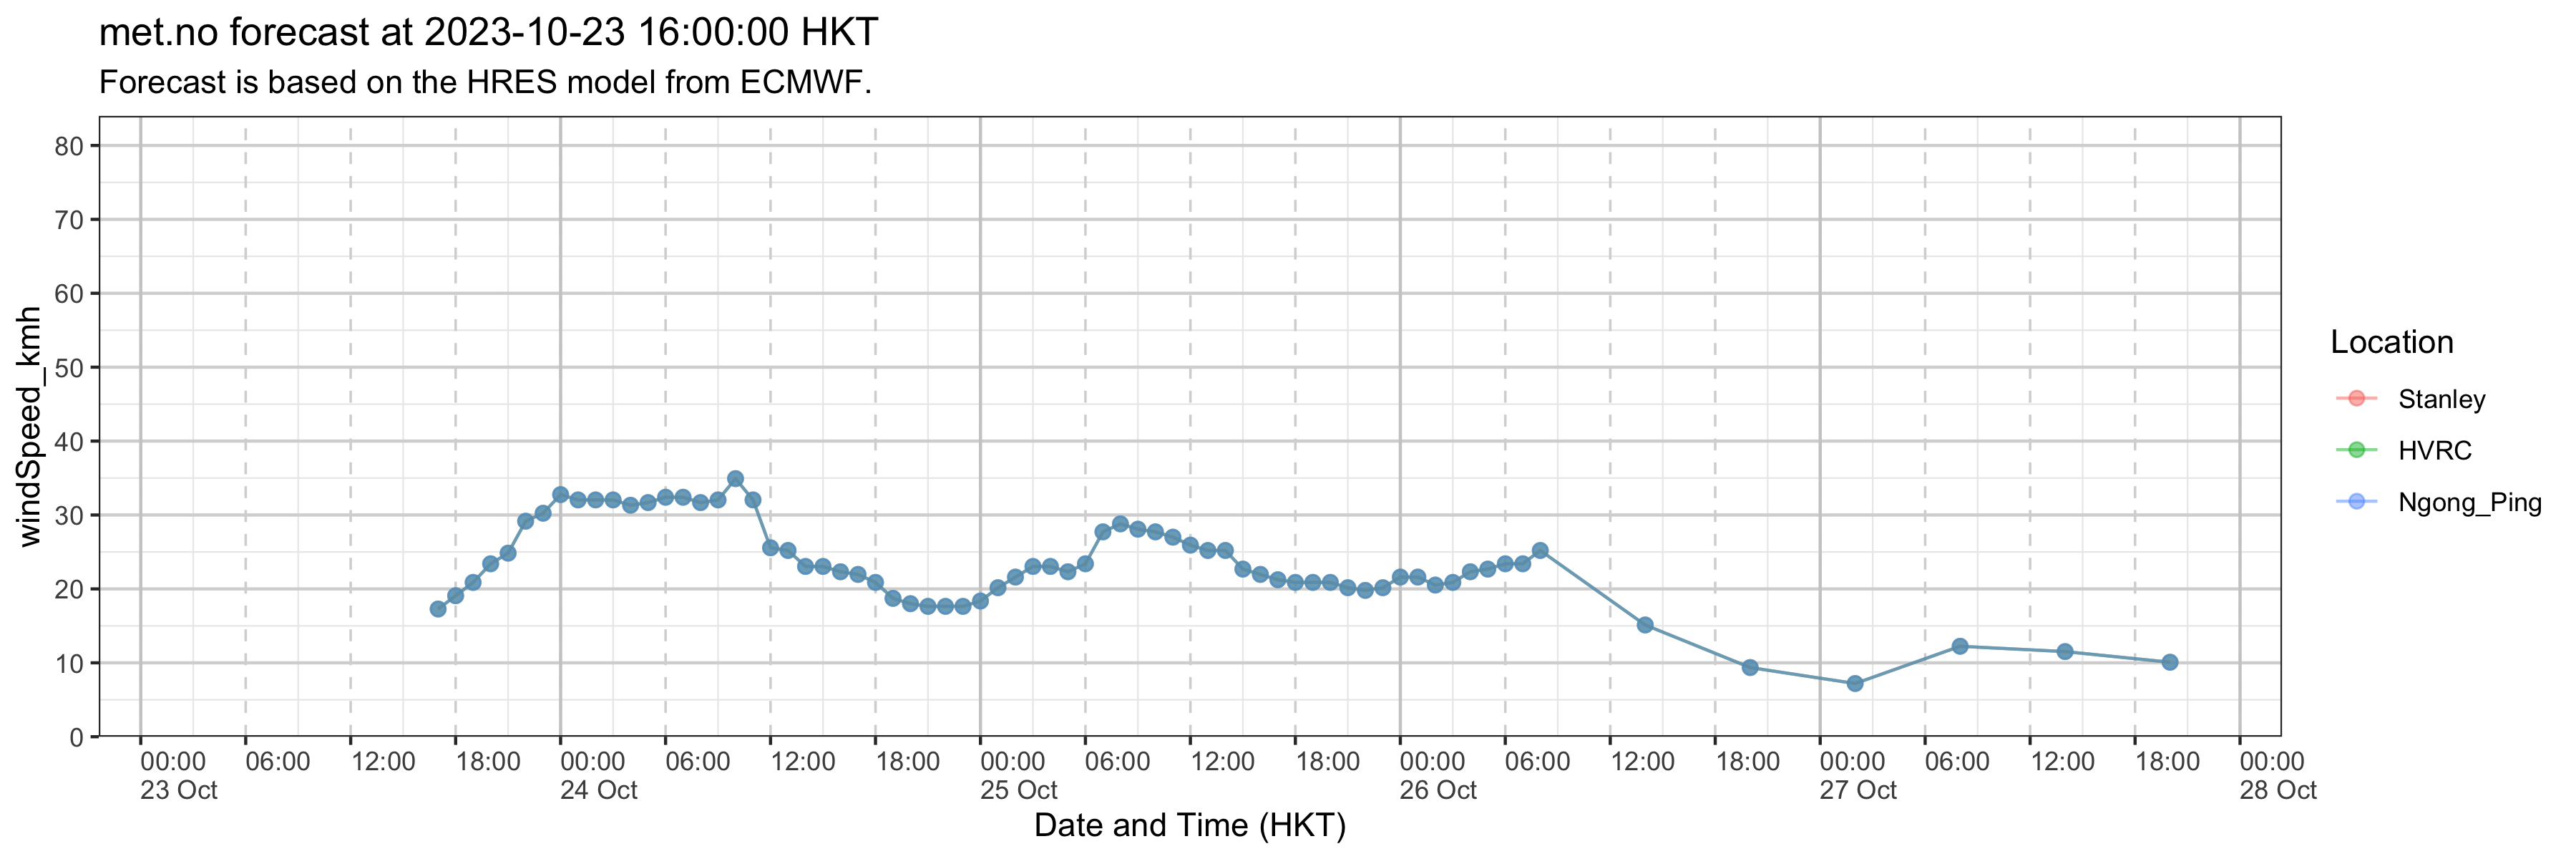 met.no forecast at 2023-10-23 16:00:00 HKT
Forecast is based on the HRES model from ECMWF.
windSpeed_kmh
80
70
60
50
40
30
20
10
0
00:00 06:00 12:00 18:00 00:00 06:00 12:00 18:00 00:00 06:00 12:00 18:00 00:00 06:00 12:00 18:00 00:00 06:00 12:00 18:00 00:00
23 Oct 24 Oct 25 Oct 26 Oct 27 Oct 28 Oct
Date and Time (HKT)
Location
Stanley
HVRC
Ngong_Ping